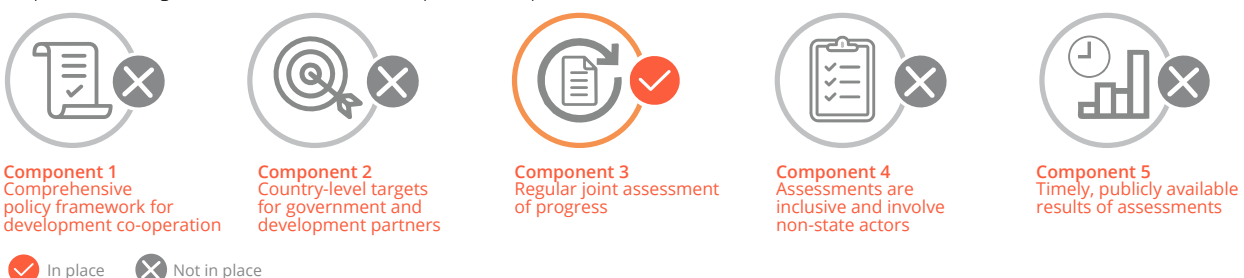 Component 1
Comprehensive
policy framework for
development co-operation
Component 2
Country-level targets
for government and
development partners
Component 3
Regular joint assessment
of progress
Component 4
Assessments are
inclusive and involve
non-state actors
Component 5
Timely, publicly available
results of assessments
In place
Not in place